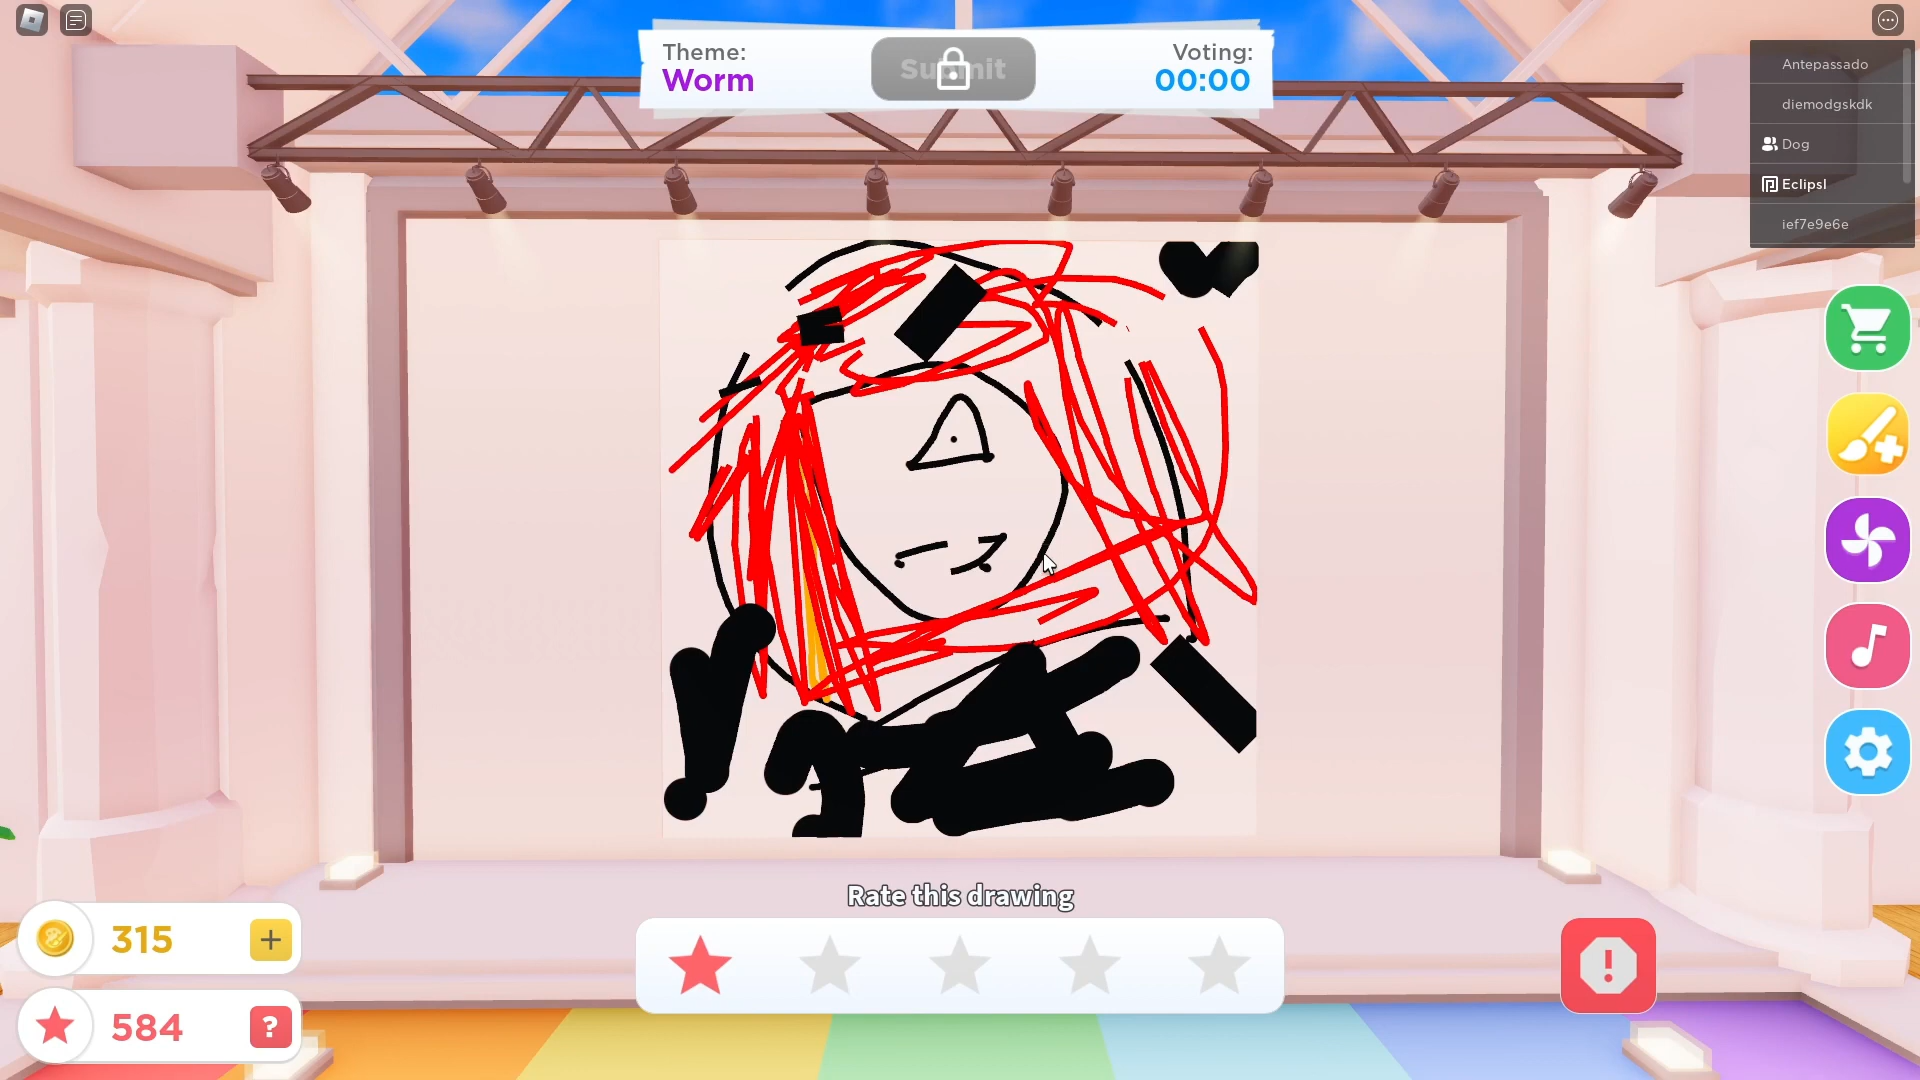 Theme:
Worm
Submit
Voting:
00:00
Antepassado
diemodgskdk
Dog
Eclipsl
ief7e9e6e
Rate this drawing
315
+
584
?
!